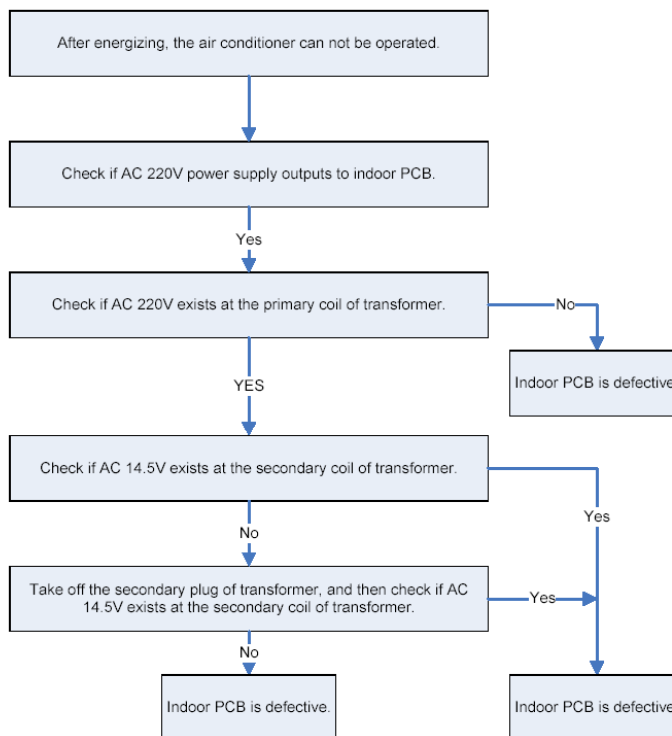 After energizing, the air conditioner can not be operated.
Check if AC 220V power supply outputs to indoor PCB.
Yes
Check if AC 220V exists at the primary coil of transformer.
No
Indoor PCB is defective
YES
Check if AC 14.5V exists at the secondary coil of transformer.
Yes
No
Take off the secondary plug of transformer, and then check if AC
14.5V exists at the secondary coil of transformer.
Yes
No
Indoor PCB is defective.
Indoor PCB is defective